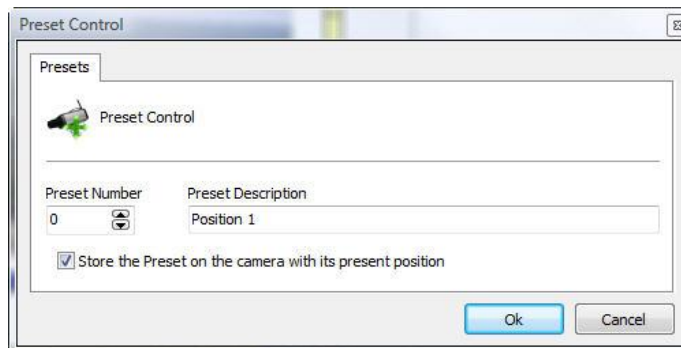 Preset Control
Presets
Preset Control
Preset Number Preset Description
0 Position 1
Store the Preset on the camera with its present position
Ok Cancel